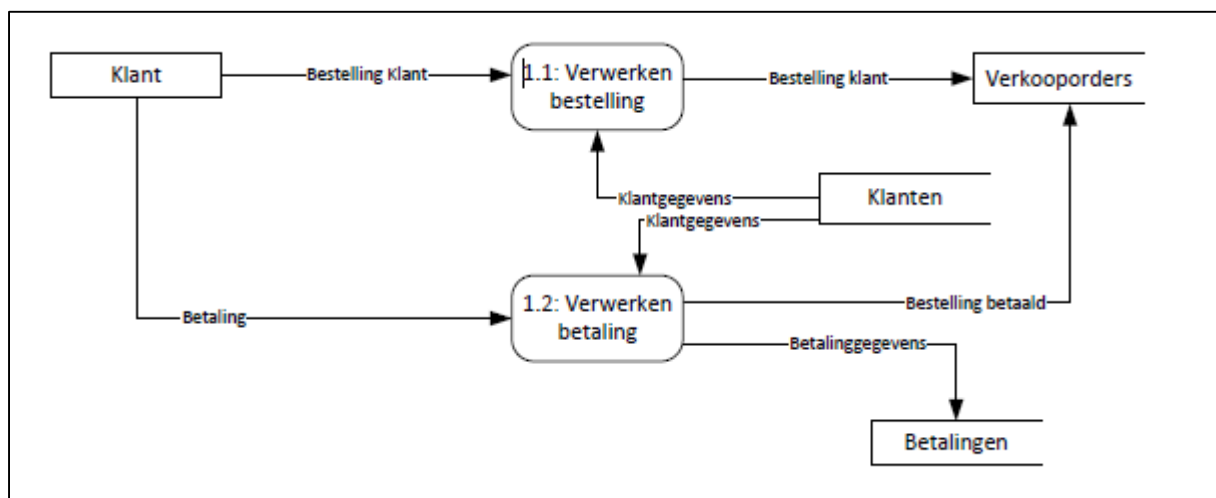 Klant
Bestelling Klant
1.1: Verwerken
bestelling
Bestelling klant
Verkooporders
Klantgegevens
Klanten
Klantgegevens
Betaling
1.2: Verwerken
betaling
Bestelling betaald
Betalinggegevens
Betalingen